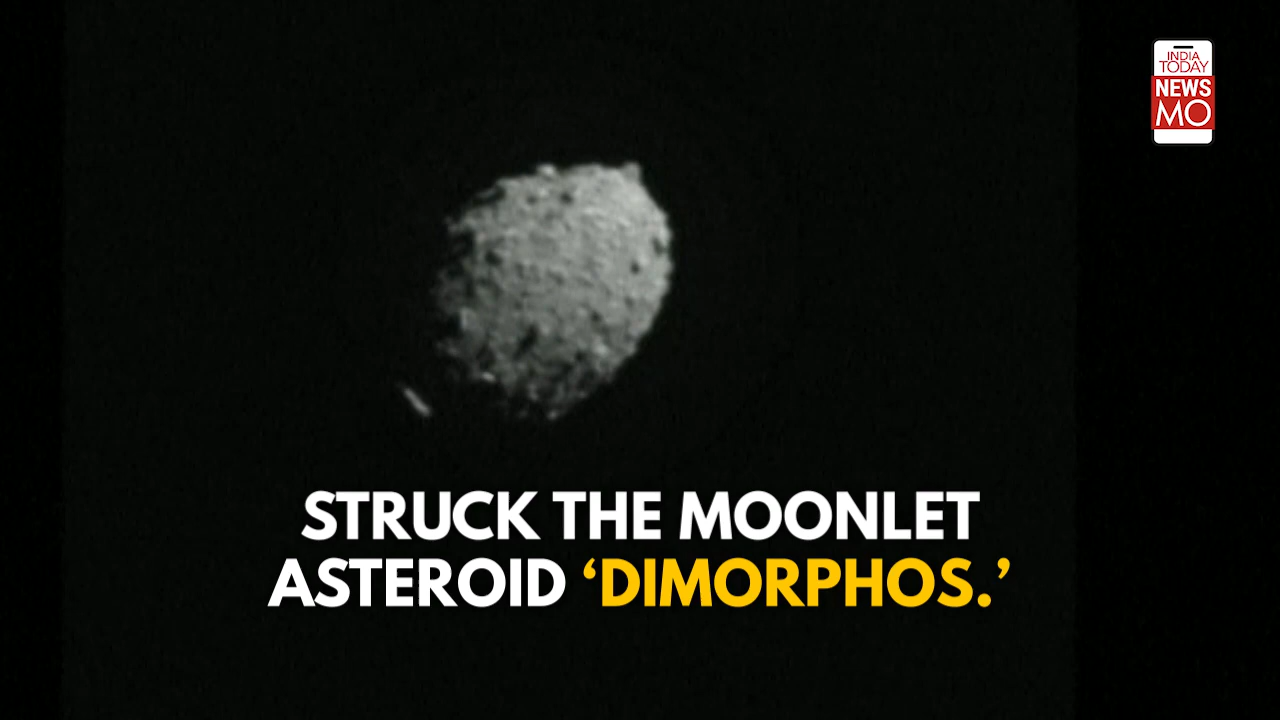 INDIA
TODAY
NEWS
MO
STRUCK THE MOONLET
ASTEROID ‘DIMORPHOS.’